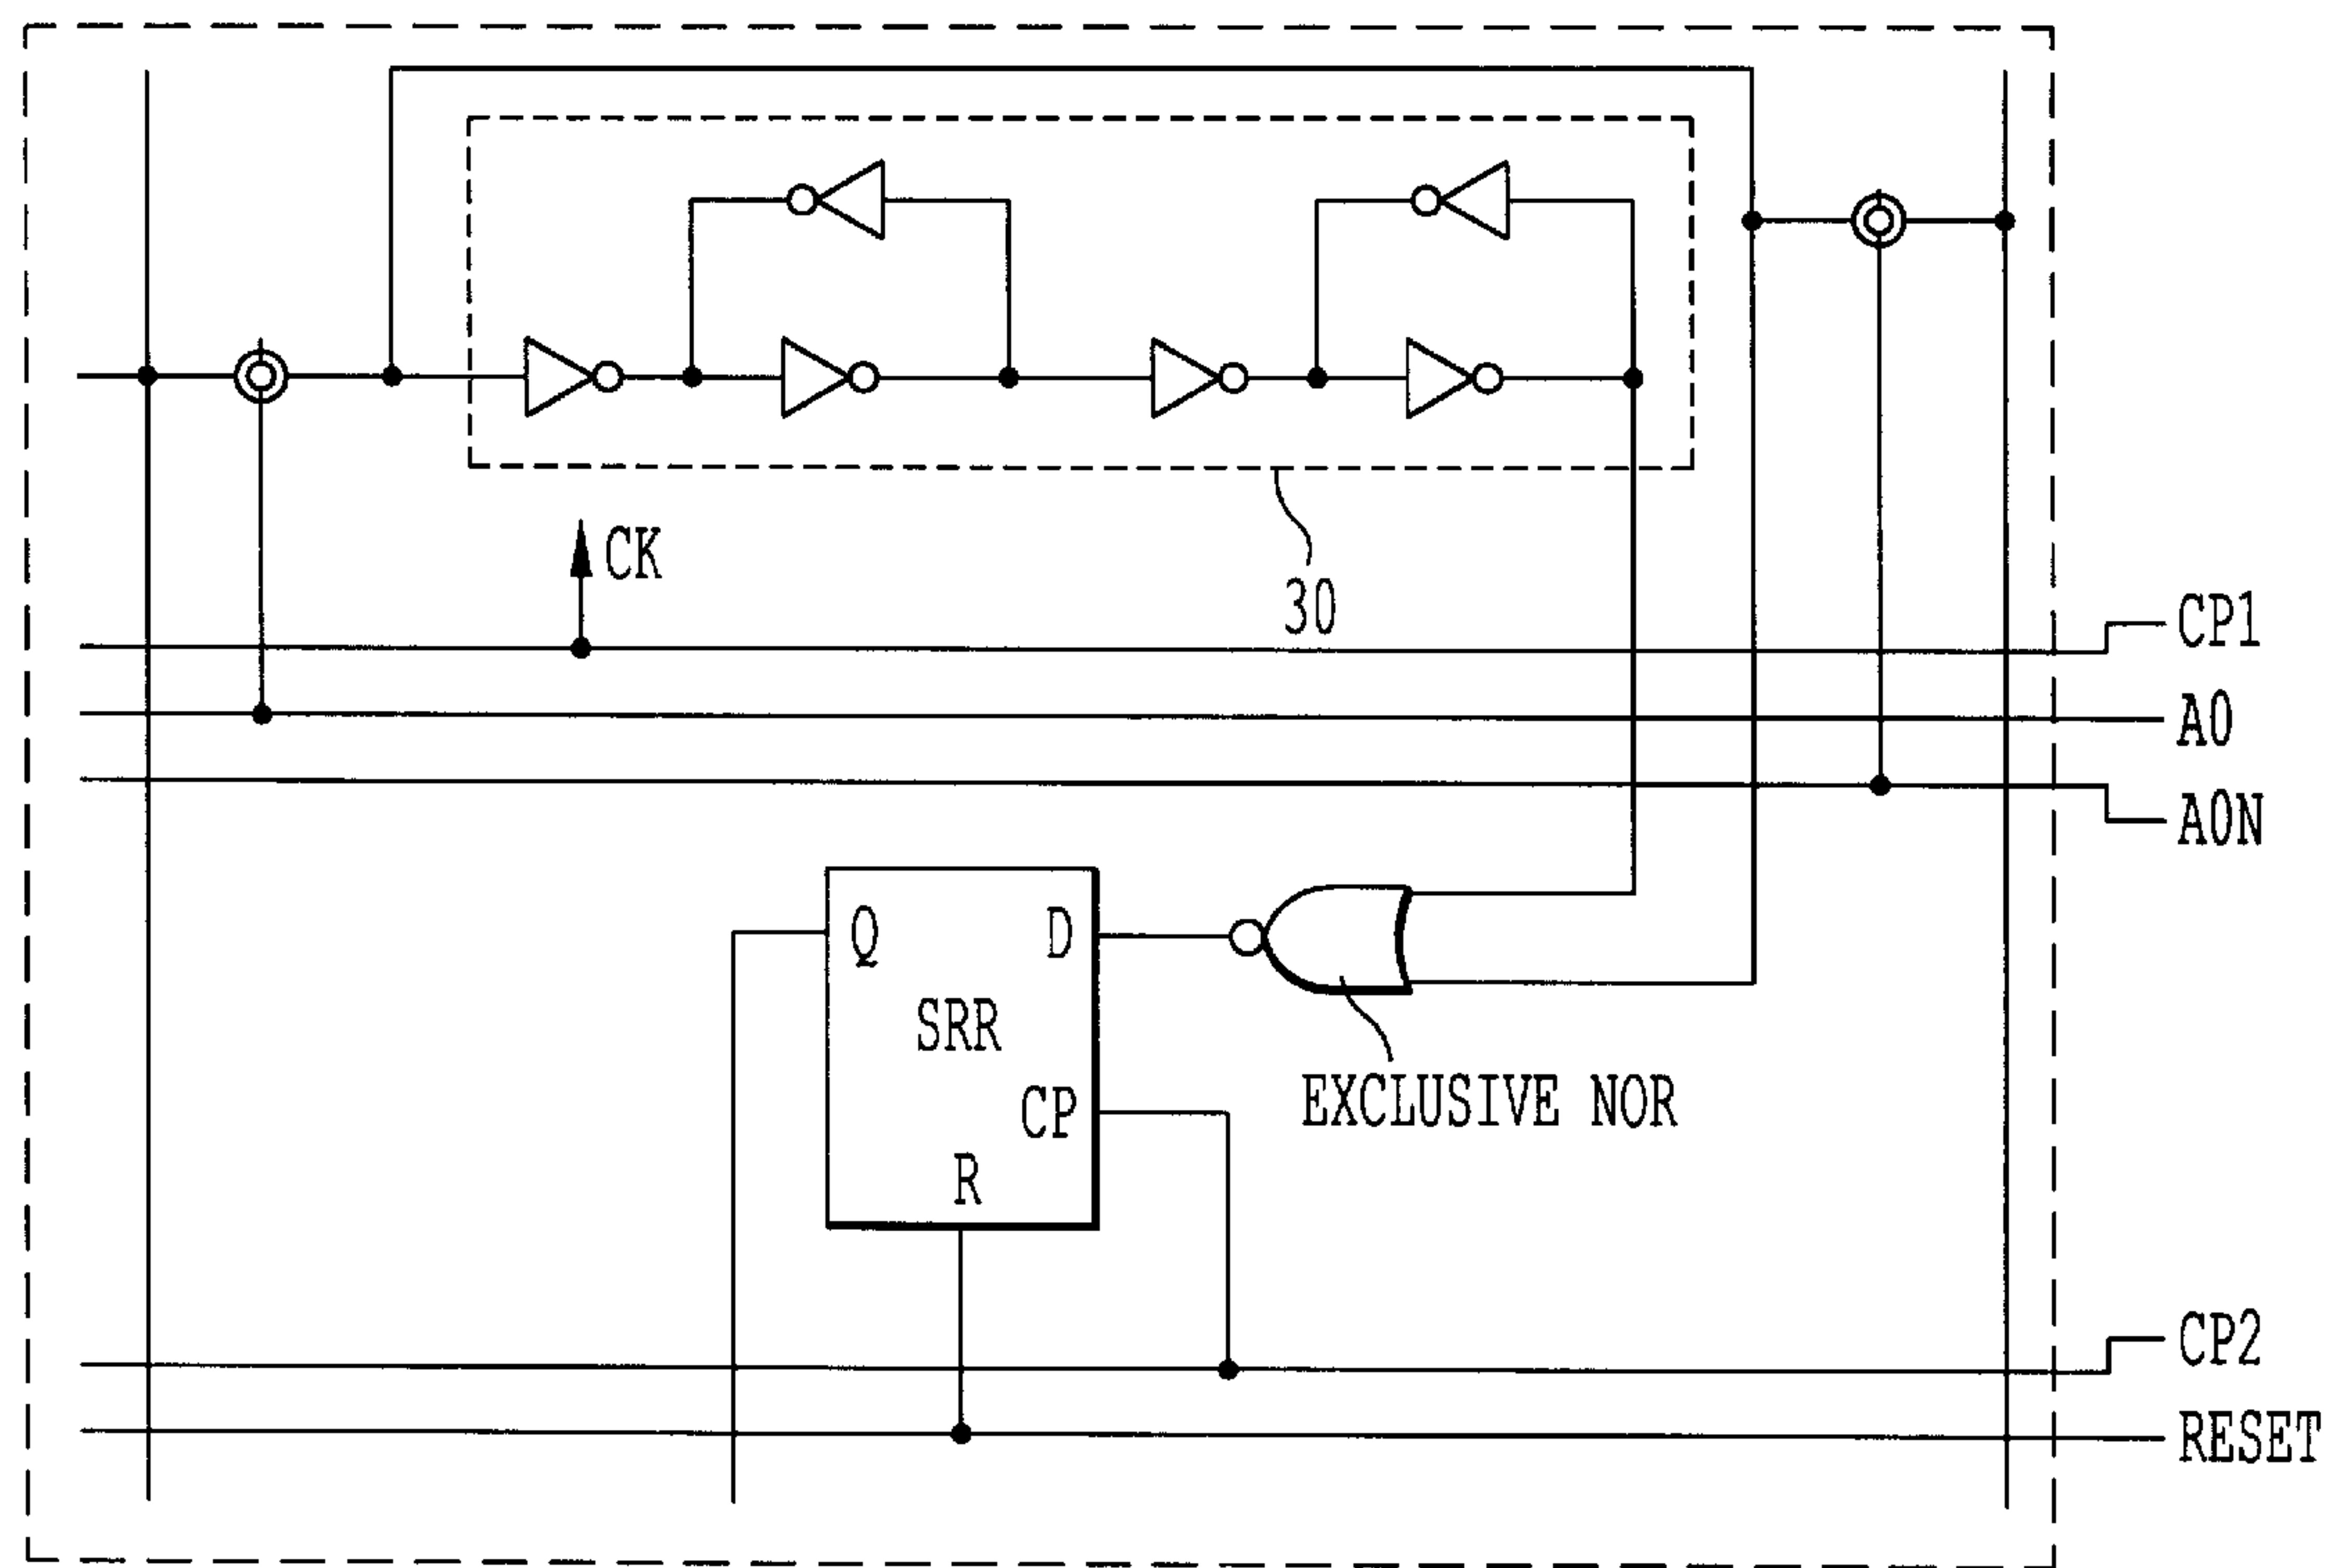 CK
30
CP1
A0
A0N
Q
D
SRR
CP
R
EXCLUSIVE NOR
CP2
RESET